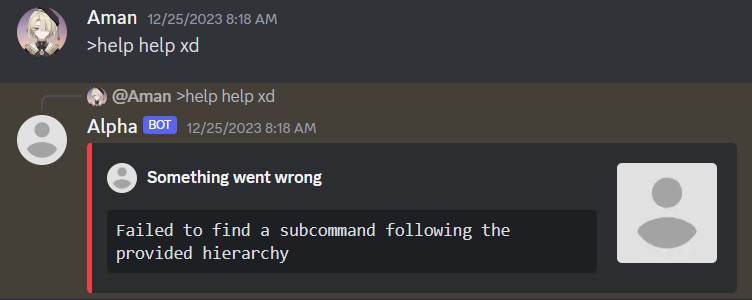 Aman 12/25/2023 8:18 AM
>help help xd
@Aman >help help xd
Alpha BOT 12/25/2023 8:18 AM
Something went wrong
Failed to find a subcommand following the
provided hierarchy